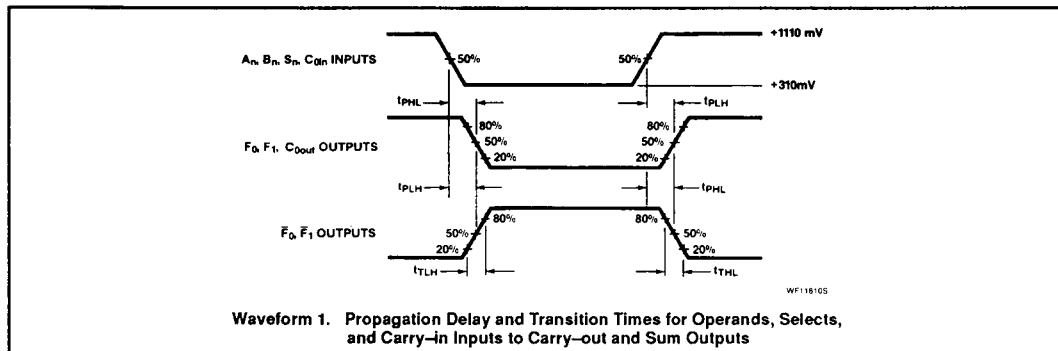 +1110 mV
Aₙ, Bₙ, Sₙ, C₀ᵢₙ INPUTS
50%
50%
+310mV
tPHL
tPLH
80%
80%
F₀, F₁, C₀ₒᵤₜ OUTPUTS
50%
50%
20%
20%
tPLH
tPHL
80%
80%
F̅₀, F̅₁ OUTPUTS
50%
50%
20%
20%
tTLH
tTHL
WF11610S
Waveform 1. Propagation Delay and Transition Times for Operands, Selects,
and Carry–in Inputs to Carry–out and Sum Outputs